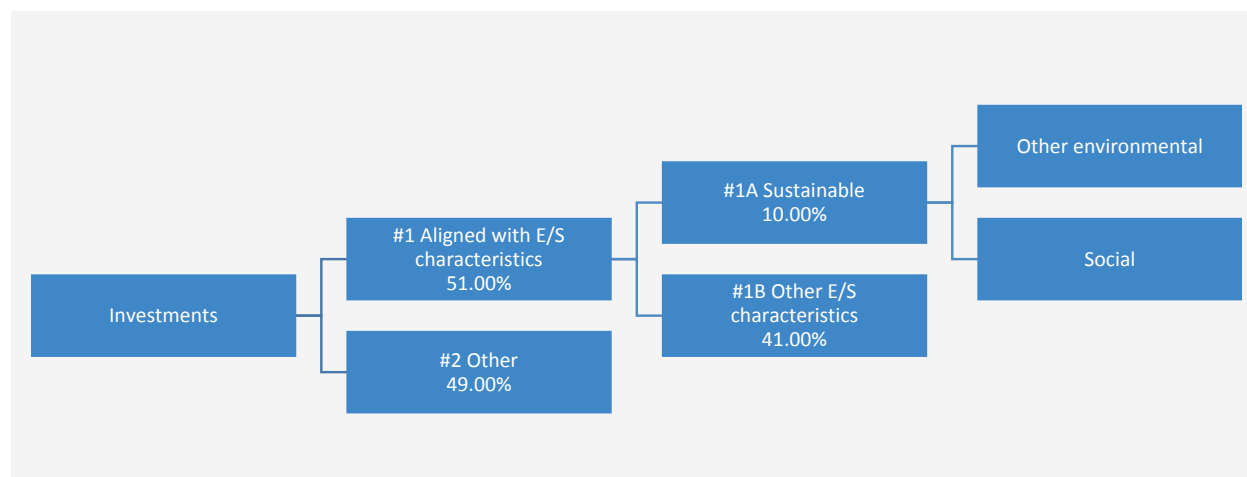 Investments
#1 Aligned with E/S
characteristics
51.00%
#2 Other
49.00%
#1A Sustainable
10.00%
#1B Other E/S
characteristics
41.00%
Other environmental
Social